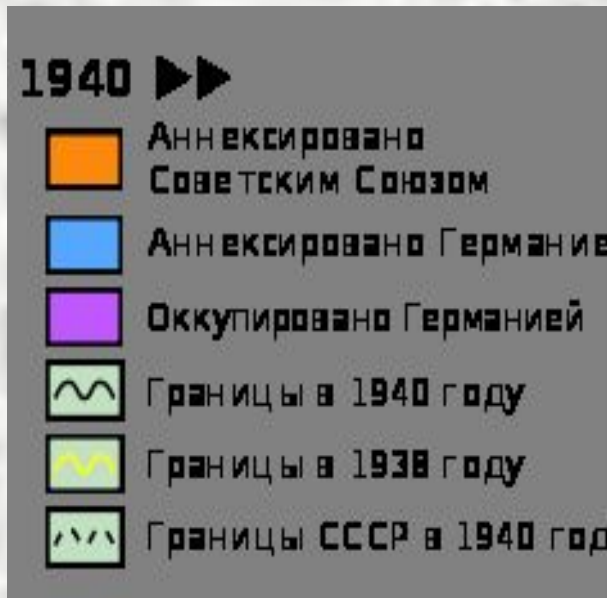 1940 ▶▶
Аннексировано
Советским Союзом
Аннексировано Германие
Оккупировано Германией
Границы в 1940 году
Границы в 1938 году
Границы СССР в 1940 год